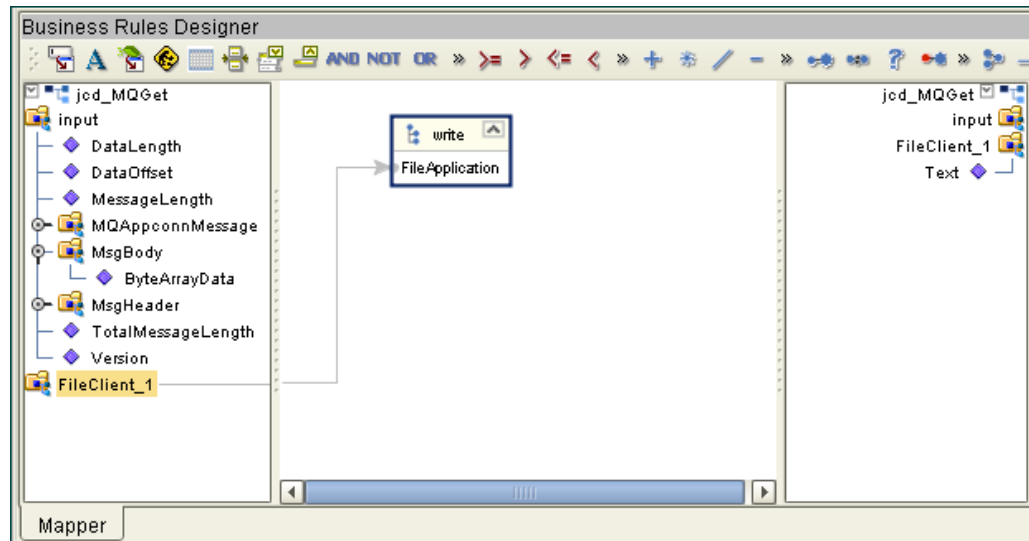 Business Rules Designer
A AND NOT OR » >= > <= < » + / - » ? »
jcd_MQGet
input
DataLength
DataOffset
MessageLength
MQAppconnMessage
MsgBody
ByteArrayData
MsgHeader
TotalMessageLength
Version
FileClient_1
write
FileApplication
jcd_MQGet
input
FileClient_1
Text
Mapper